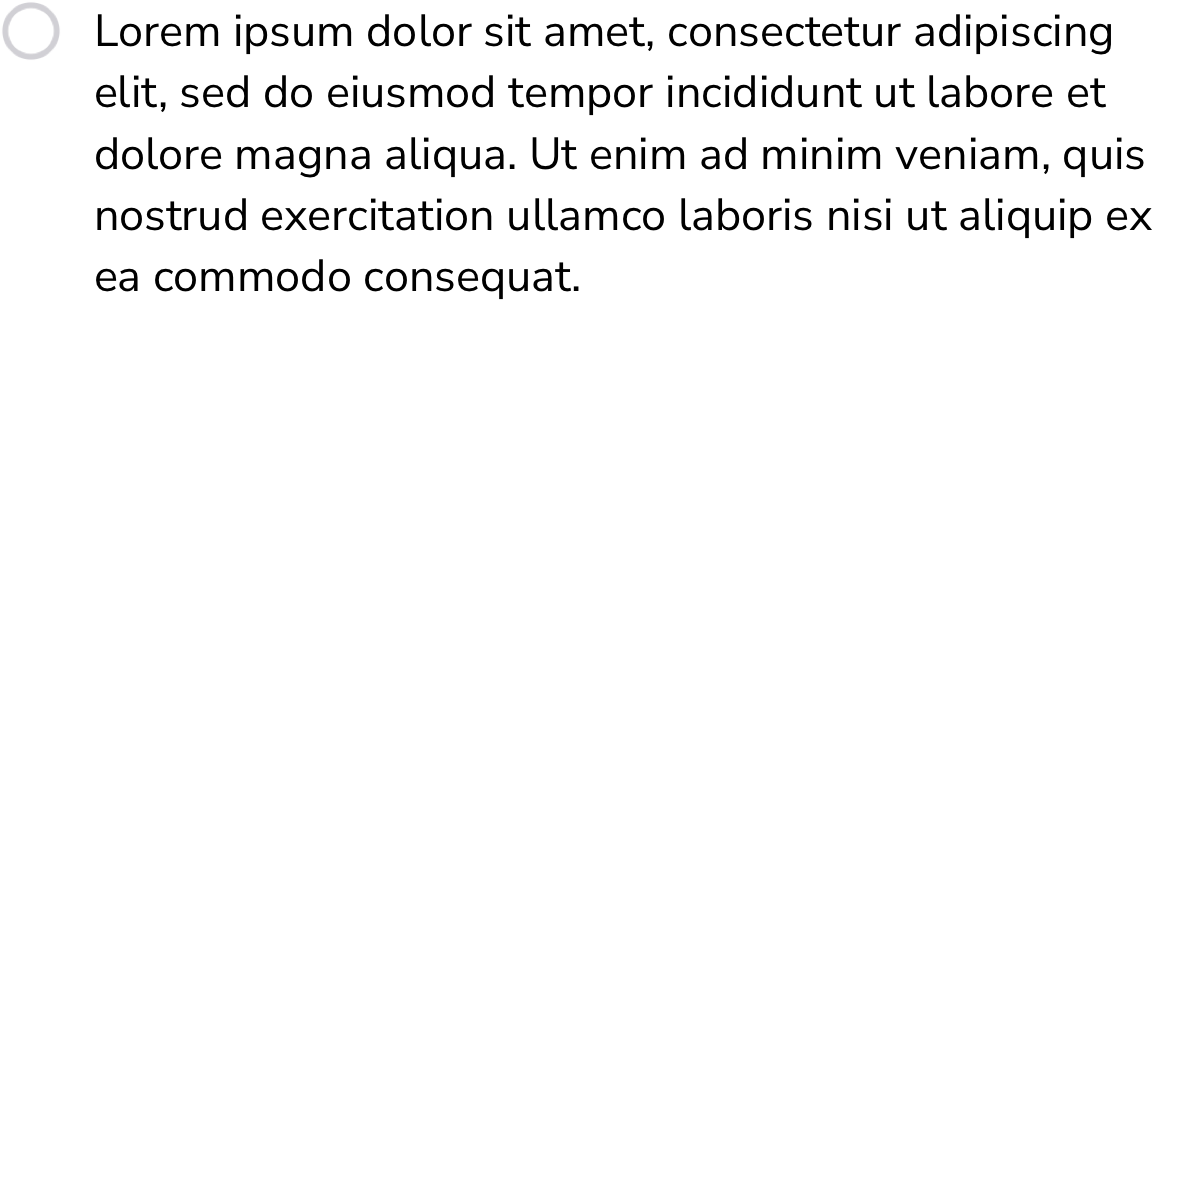 Lorem ipsum dolor sit amet, consectetur adipiscing
elit, sed do eiusmod tempor incididunt ut labore et
dolore magna aliqua. Ut enim ad minim veniam, quis
nostrud exercitation ullamco laboris nisi ut aliquip ex
ea commodo consequat.